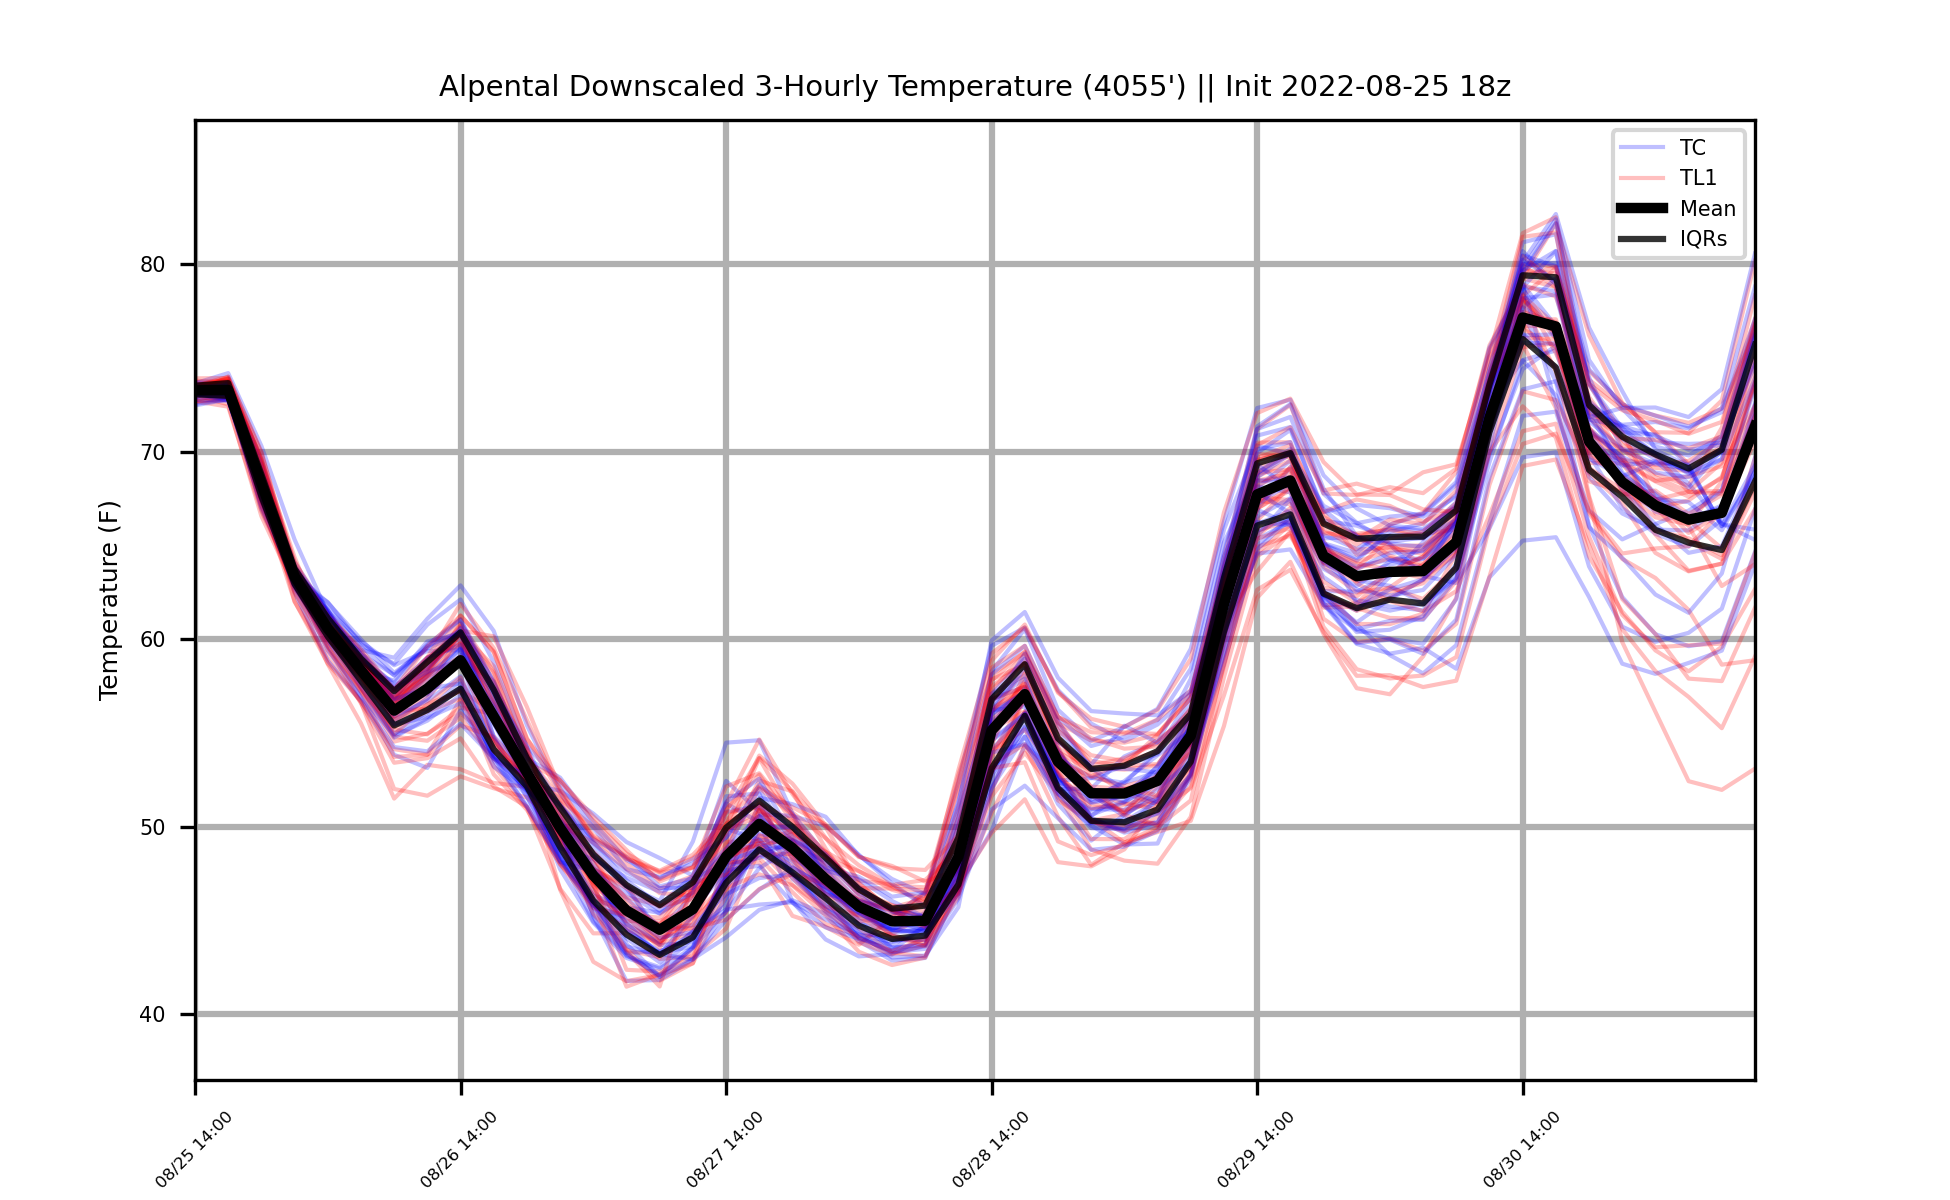 Alpental Downscaled 3-Hourly Temperature (4055') || Init 2022-08-25 18z
TC
TL1
Mean
IQRs
Temperature (F)
80
70
60
50
40
08/25 14:00
08/26 14:00
08/27 14:00
08/28 14:00
08/29 14:00
08/30 14:00